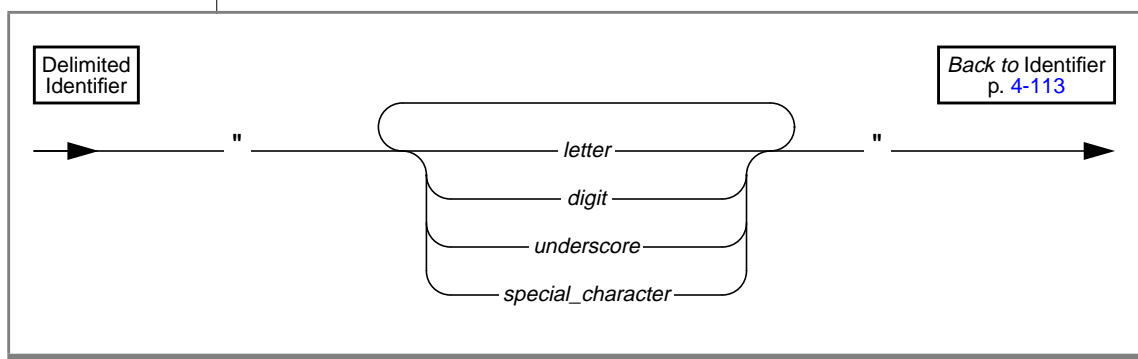 Delimited
Identifier
Back to Identifier
p. 4-113
" letter "
digit
underscore
special_character